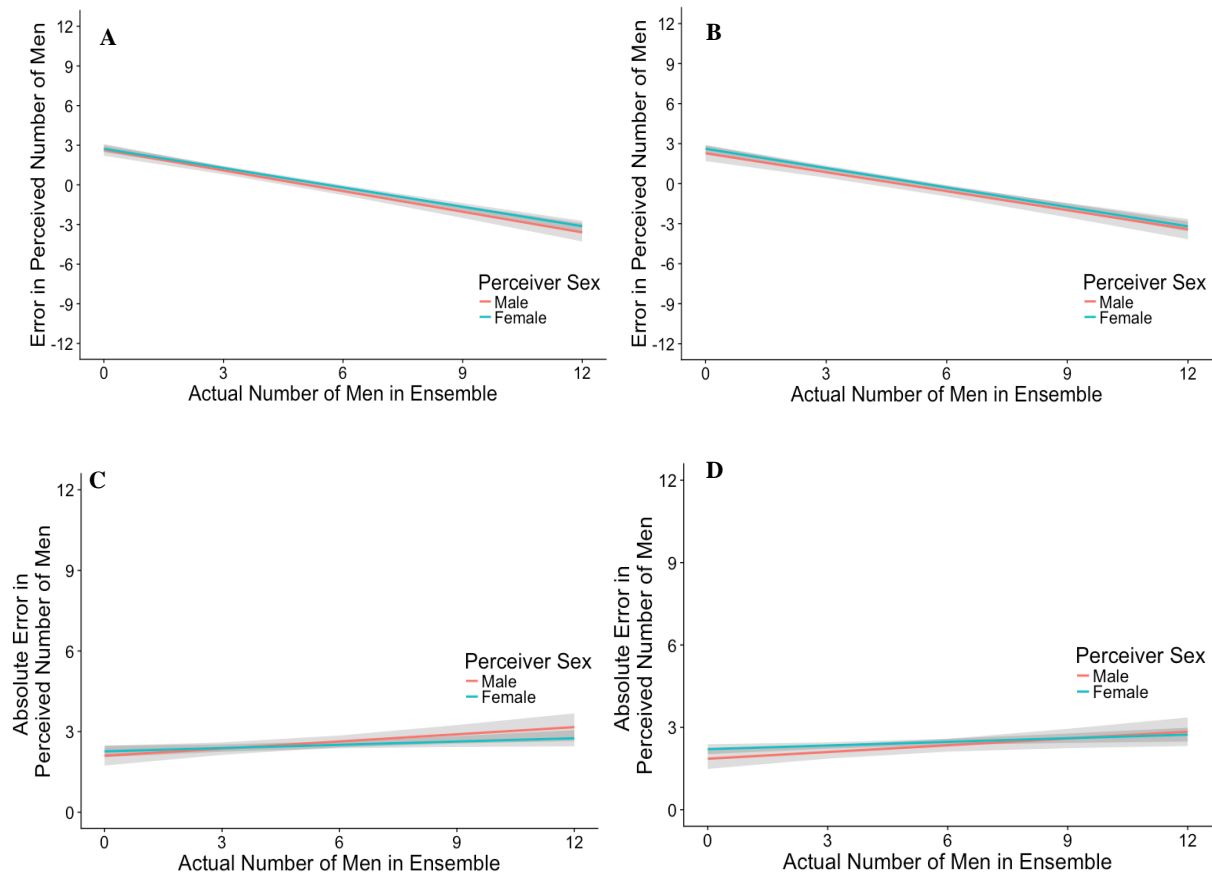 A
Error in Perceived Number of Men
12
9
6
3
0
-3
-6
-9
-12
Perceiver Sex
Male
Female
0 3 6 9 12
Actual Number of Men in Ensemble
B
Error in Perceived Number of Men
12
9
6
3
0
-3
-6
-9
-12
Perceiver Sex
Male
Female
0 3 6 9 12
Actual Number of Men in Ensemble
C
Absolute Error in
Perceived Number of Men
12
9
6
3
0
Perceiver Sex
Male
Female
0 3 6 9 12
Actual Number of Men in Ensemble
D
Absolute Error in
Perceived Number of Men
12
9
6
3
0
Perceiver Sex
Male
Female
0 3 6 9 12
Actual Number of Men in Ensemble